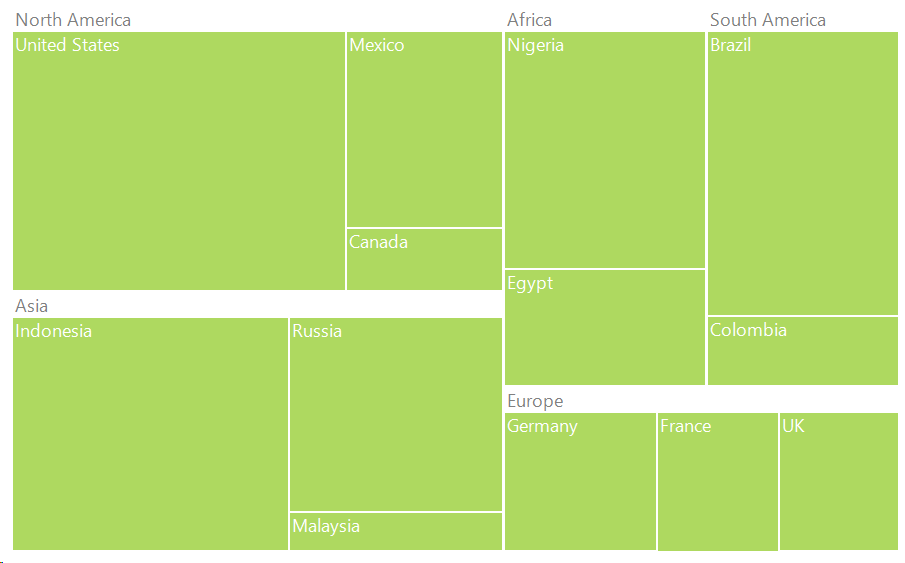 North America
United States
Mexico
Canada
Asia
Indonesia
Russia
Malaysia
Africa
Nigeria
Egypt
South America
Brazil
Colombia
Europe
Germany
France
UK